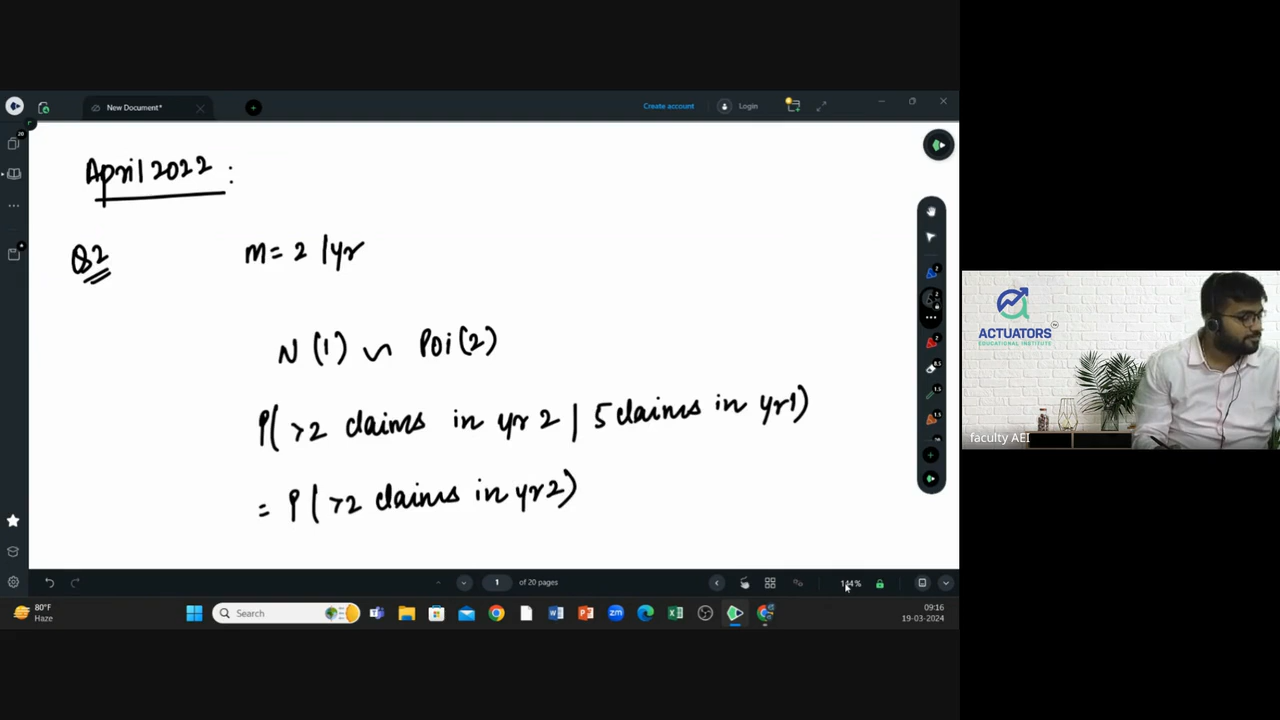 New Document*
Create account
Login
April 2022 :
Q2
m = 2 /yr
N (1) ~ Poi (2)
P( >2 claims in yr 2 | 5 claims in yr1)
= P( >2 claims in yr2)
1 of 20 pages
144%
80°F
Haze
Search
09:16
19-03-2024
ACTUATORS
EDUCATIONAL INSTITUTE
faculty AEI